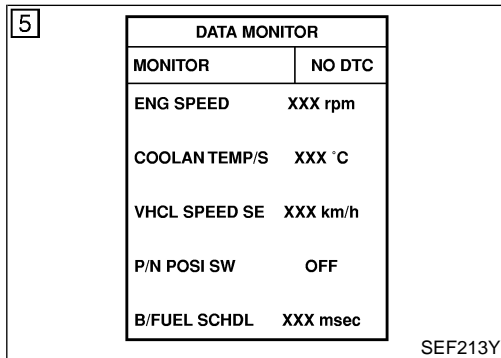 5
DATA MONITOR
MONITOR NO DTC
ENG SPEED XXX rpm
COOLAN TEMP/S XXX °C
VHCL SPEED SE XXX km/h
P/N POSI SW OFF
B/FUEL SCHDL XXX msec
SEF213Y